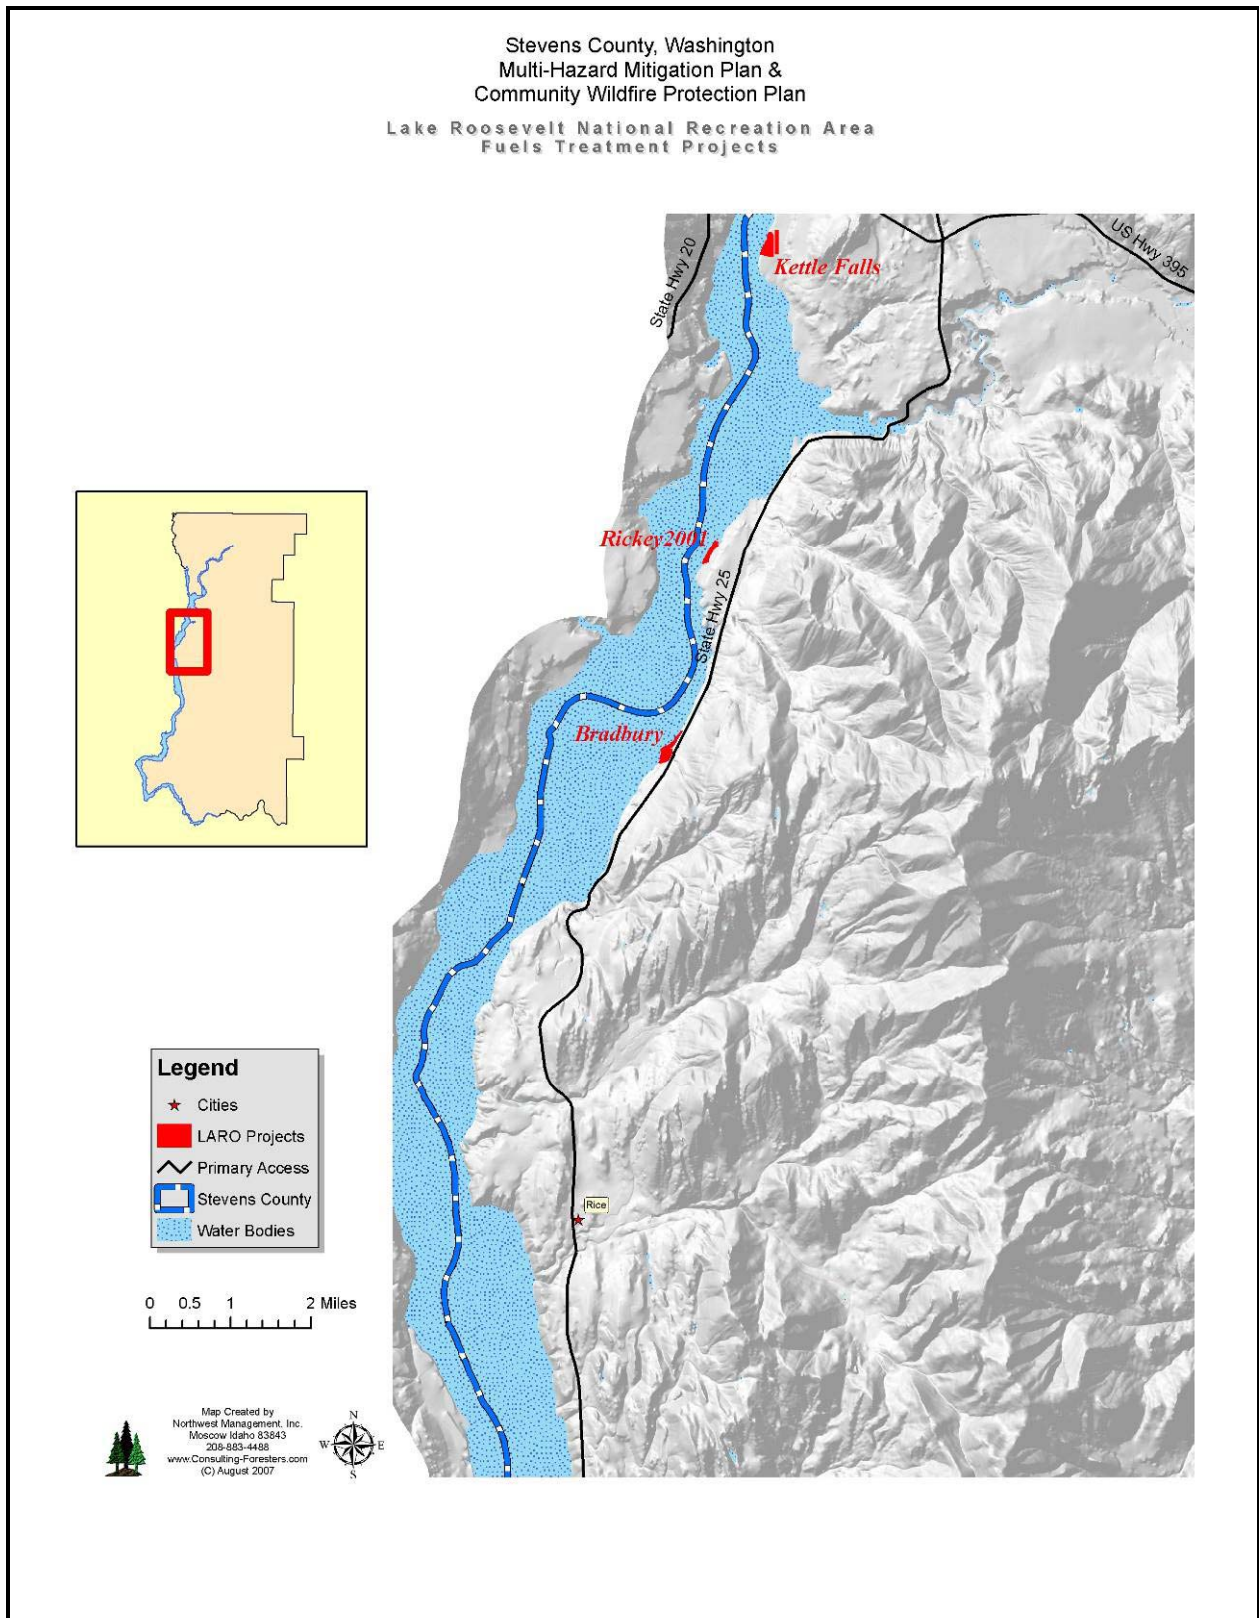 Stevens County, Washington
Multi-Hazard Mitigation Plan &
Community Wildfire Protection Plan
Lake Roosevelt National Recreation Area
Fuels Treatment Projects
State Hwy 20
Kettle Falls
US Hwy 395
Rickey2001
State Hwy 25
Bradbury
Rice
Legend
Cities
LARO Projects
Primary Access
Stevens County
Water Bodies
0 0.5 1 2 Miles
Map Created by
Northwest Management, Inc.
Moscow Idaho 83843
208-883-4488
www.Consulting-Foresters.com
(C) August 2007
N
W E
S